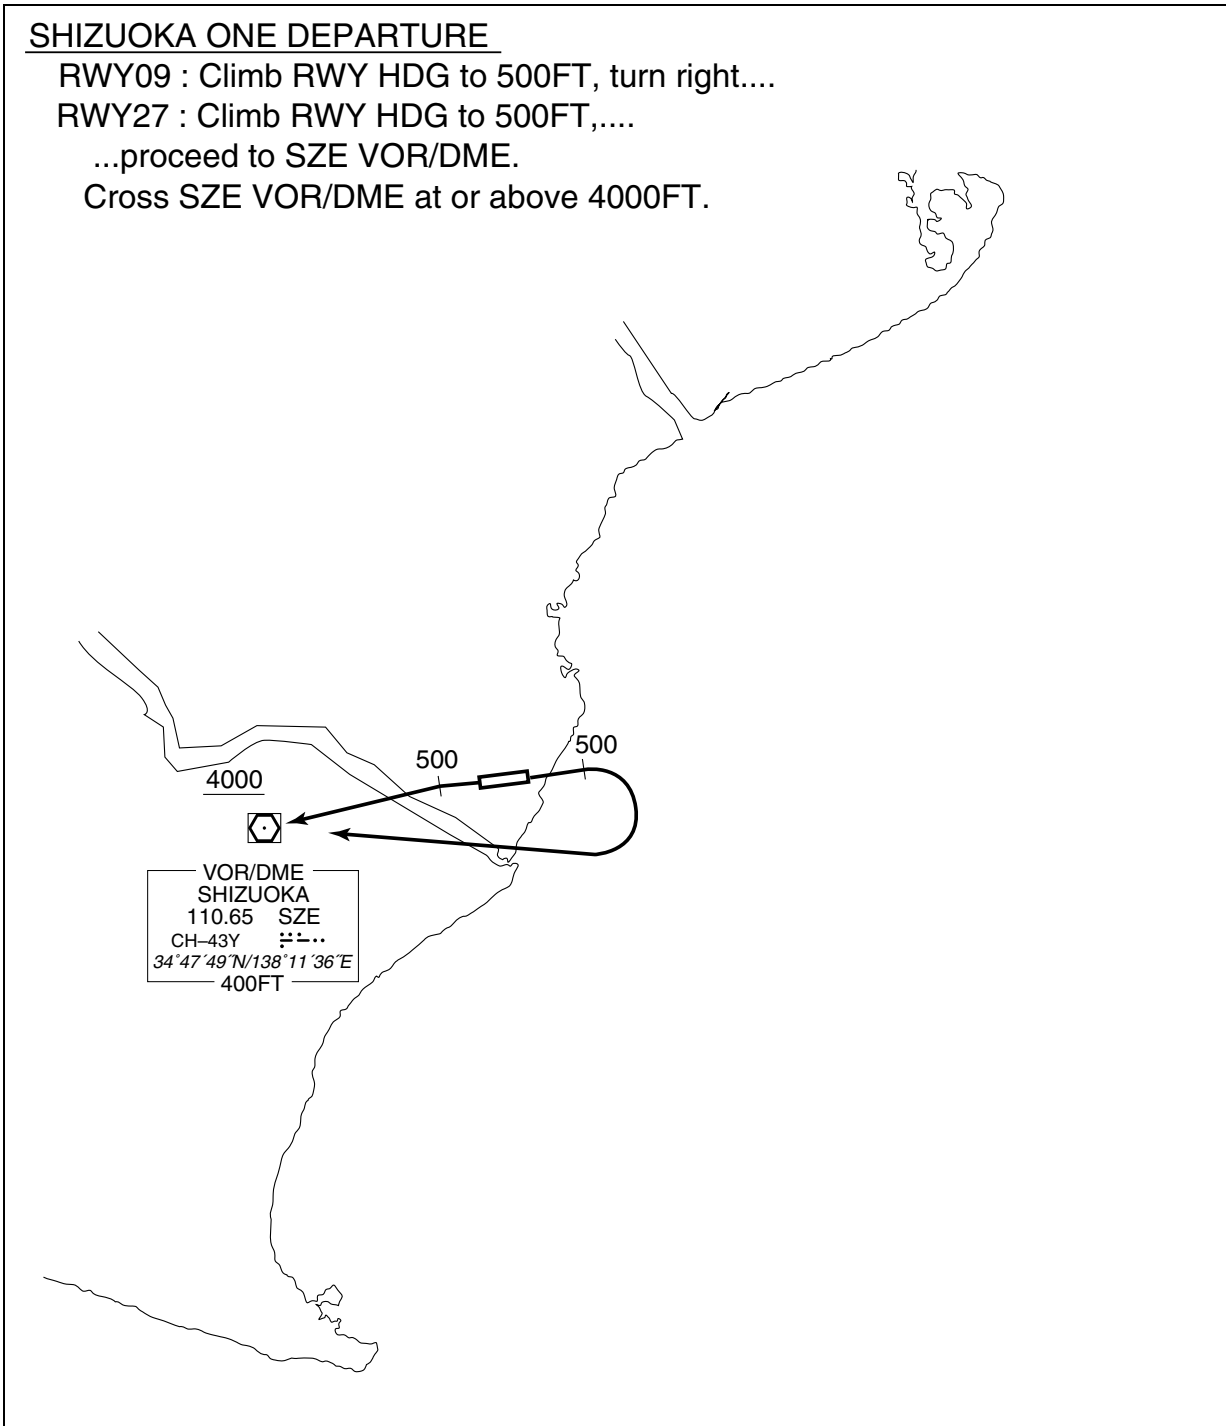 SHIZUOKA ONE DEPARTURE
RWY09 : Climb RWY HDG to 500FT, turn right....
RWY27 : Climb RWY HDG to 500FT,....
...proceed to SZE VOR/DME.
Cross SZE VOR/DME at or above 4000FT.
500
500
4000
VOR/DME
SHIZUOKA
110.65 SZE
CH–43Y
34°47´49˝N/138°11´36˝E
400FT